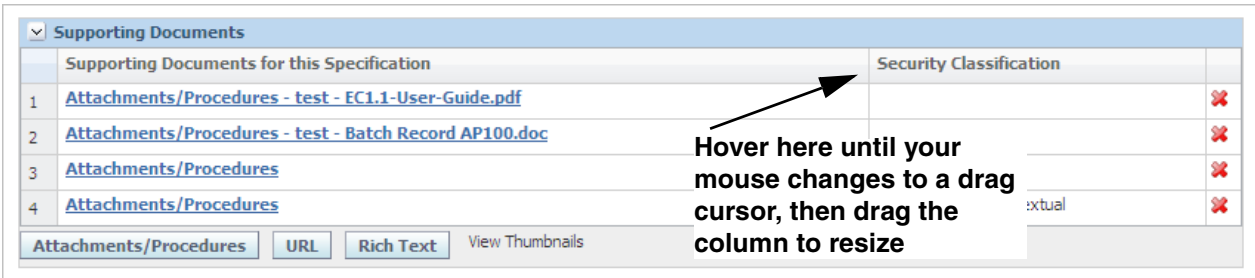 Supporting Documents
Supporting Documents for this Specification Security Classification
1 Attachments/Procedures - test - EC1.1-User-Guide.pdf
2 Attachments/Procedures - test - Batch Record AP100.doc
3 Attachments/Procedures
4 Attachments/Procedures
Hover here until your
mouse changes to a drag
cursor, then drag the
column to resize
Attachments/Procedures URL Rich Text View Thumbnails